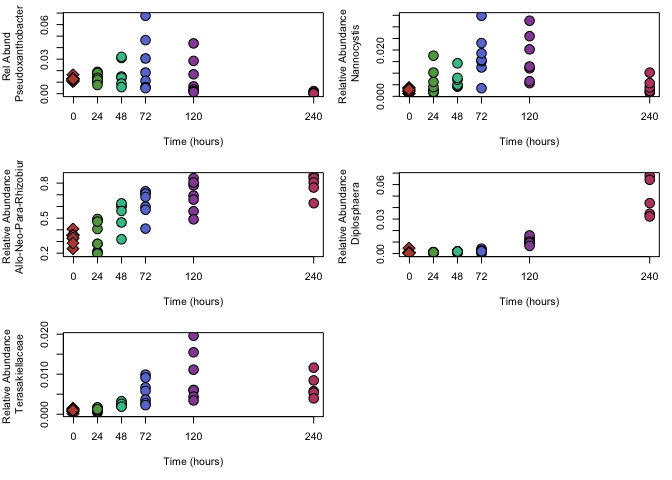 Rel Abund
Pseudoxanthobacter
0.00 0.03 0.06
0 24 48 72 120 240
Time (hours)
Relative Abundance
Nannocystis
0.000 0.020
0 24 48 72 120 240
Time (hours)
Relative Abundance
Allo-Neo-Para-Rhizobiur
0.2 0.5 0.8
0 24 48 72 120 240
Time (hours)
Relative Abundance
Diplosphaera
0.00 0.03 0.06
0 24 48 72 120 240
Time (hours)
Relative Abundance
Terasakiellaceae
0.000 0.010 0.020
0 24 48 72 120 240
Time (hours)